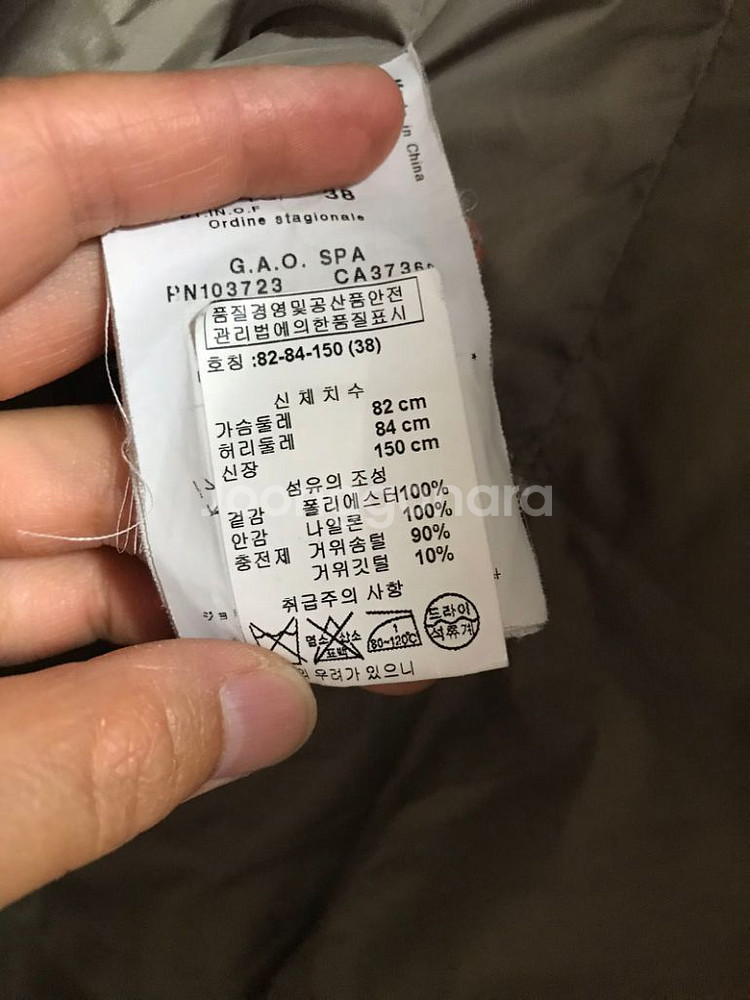 in China
38
Ordine stagionale
G.A.O. SPA
PN103723 CA3736
품질경영및공산품안전
관리법에의한품질표시
호칭 :82-84-150 (38)
신 체 치 수
가슴둘레 82 cm
허리둘레 84 cm
신장 150 cm
섬유의 조성
겉감 폴리에스터100%
안감 나일론 100%
충전제 거위솜털 90%
거위깃털 10%
취급주의 사항
염소 산소
표백
1
80~120℃
드라이
석유계
우려가 있으니